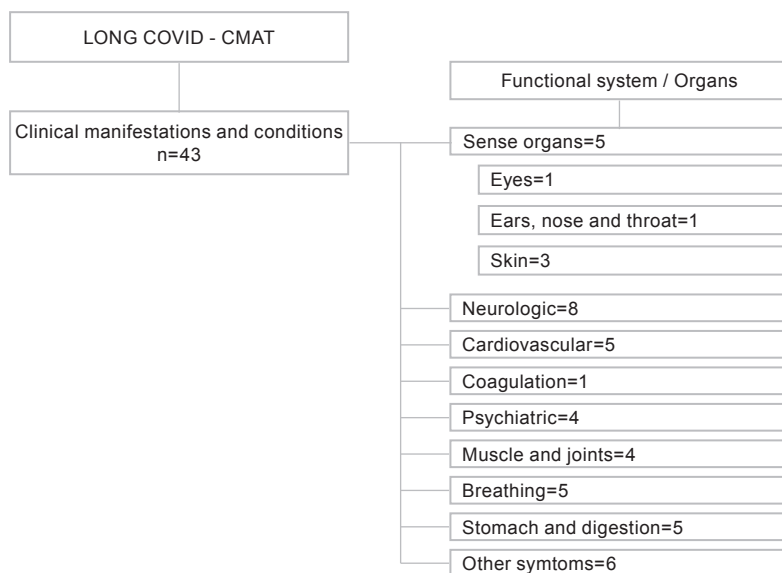 LONG COVID - CMAT
Clinical manifestations and conditions
n=43
Functional system / Organs
Sense organs=5
Eyes=1
Ears, nose and throat=1
Skin=3
Neurologic=8
Cardiovascular=5
Coagulation=1
Psychiatric=4
Muscle and joints=4
Breathing=5
Stomach and digestion=5
Other symtoms=6